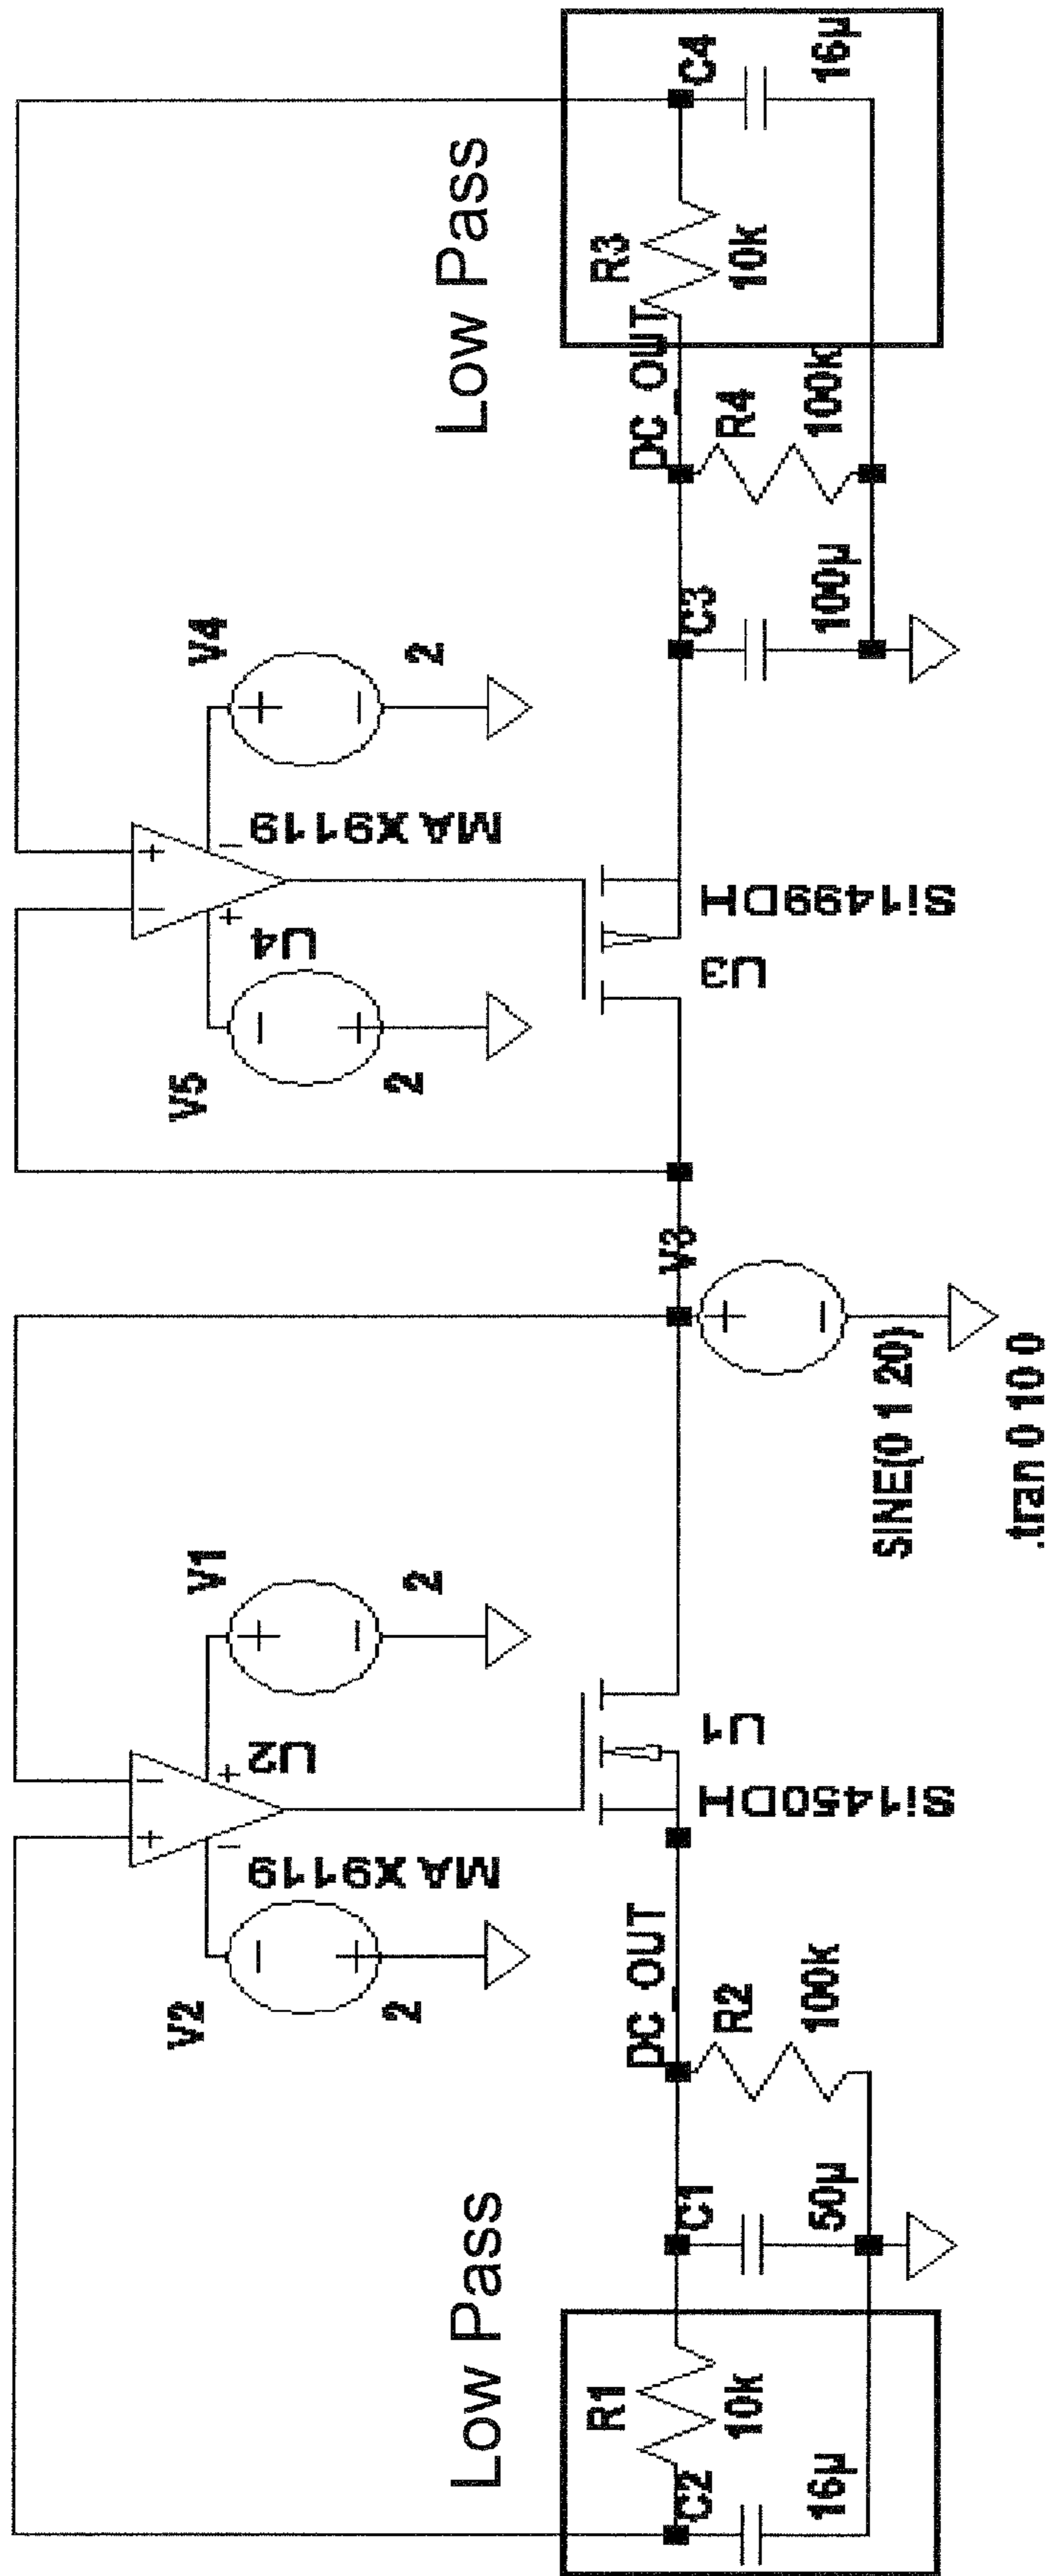 Low Pass
C4
16µ
R3
10k
DC_OUT
R4
100k
C3
100µ
V4
2
+
−
+
−
−
+
MAX9119
U4
V5
2
−
+
Si1499DH
U3
V3
+
−
SINE(0 1 20)
.tran 0 10 0
V1
2
+
−
−
+
+
−
U2
MAX9119
V2
2
−
+
U1
Si1450DH
DC_OUT
R2
100k
C1
50µ
Low Pass
R1
10k
C2
16µ